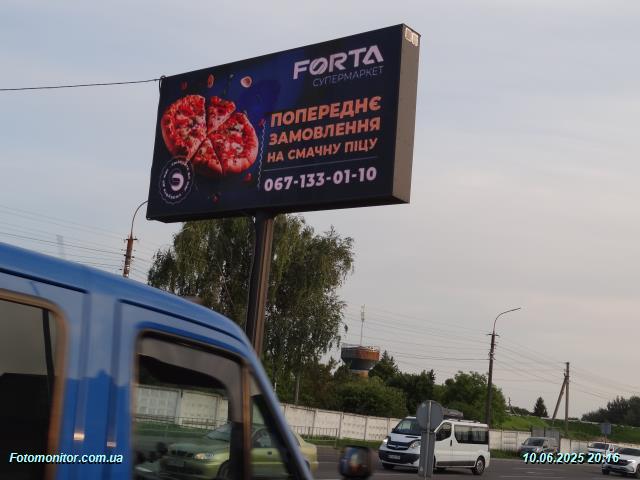 FORTA
СУПЕРМАРКЕТ
ПОПЕРЕДНЄ
ЗАМОВЛЕННЯ
НА СМАЧНУ ПІЦУ
067-133-01-10
Fotomonitor.com.ua
10.06.2025 20:16